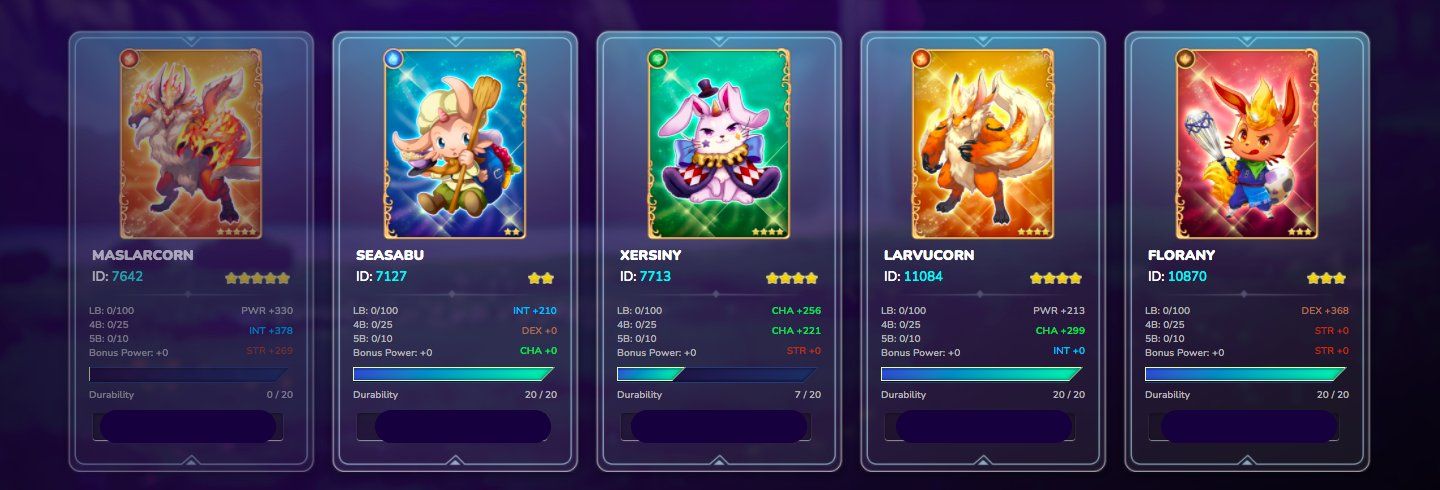 MASLARCORN
ID: 7642
LB: 0/100
PWR +330
4B: 0/25
INT +378
5B: 0/10
STR +269
Bonus Power: +0
Durability
0 / 20
SEASABU
ID: 7127
LB: 0/100
INT +210
4B: 0/25
DEX +0
5B: 0/10
CHA +0
Bonus Power: +0
Durability
20 / 20
XERSINY
ID: 7713
LB: 0/100
CHA +256
4B: 0/25
CHA +221
5B: 0/10
STR +0
Bonus Power: +0
Durability
7 / 20
LARVUCORN
ID: 11084
LB: 0/100
PWR +213
4B: 0/25
CHA +299
5B: 0/10
INT +0
Bonus Power: +0
Durability
20 / 20
FLORANY
ID: 10870
LB: 0/100
DEX +368
4B: 0/25
STR +0
5B: 0/10
STR +0
Bonus Power: +0
Durability
20 / 20